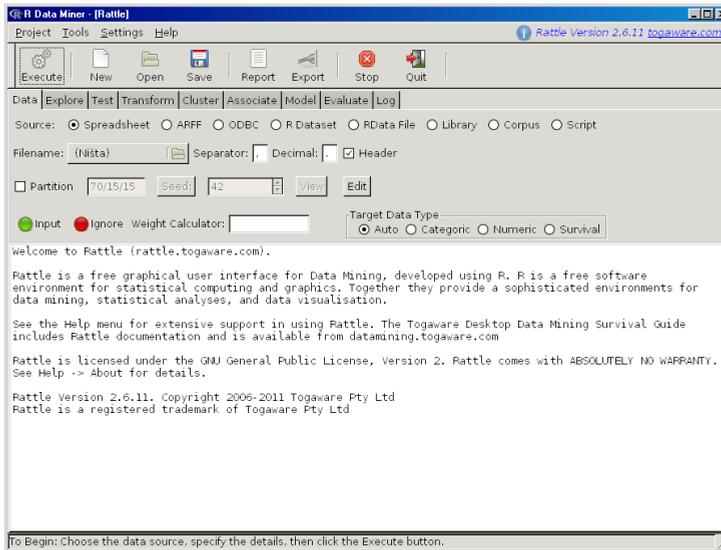 R Data Miner - [Rattle]
Project Tools Settings Help Rattle Version 2.6.11 togaware.com
Execute New Open Save Report Export Stop Quit
Data Explore Test Transform Cluster Associate Model Evaluate Log
Source: Spreadsheet ARFF ODBC R Dataset RData File Library Corpus Script
Filename: (Ništa) Separator: , Decimal: . Header
Partition 70/15/15 Seed: 42 View Edit
Input Ignore Weight Calculator: Target Data Type
Auto Categoric Numeric Survival
Welcome to Rattle (rattle.togaware.com).
Rattle is a free graphical user interface for Data Mining, developed using R. R is a free software
environment for statistical computing and graphics. Together they provide a sophisticated environments for
data mining, statistical analyses, and data visualisation.
See the Help menu for extensive support in using Rattle. The Togaware Desktop Data Mining Survival Guide
includes Rattle documentation and is available from datamining.togaware.com
Rattle is licensed under the GNU General Public License, Version 2. Rattle comes with ABSOLUTELY NO WARRANTY.
See Help -> About for details.
Rattle Version 2.6.11. Copyright 2006-2011 Togaware Pty Ltd
Rattle is a registered trademark of Togaware Pty Ltd
To Begin: Choose the data source, specify the details, then click the Execute button.